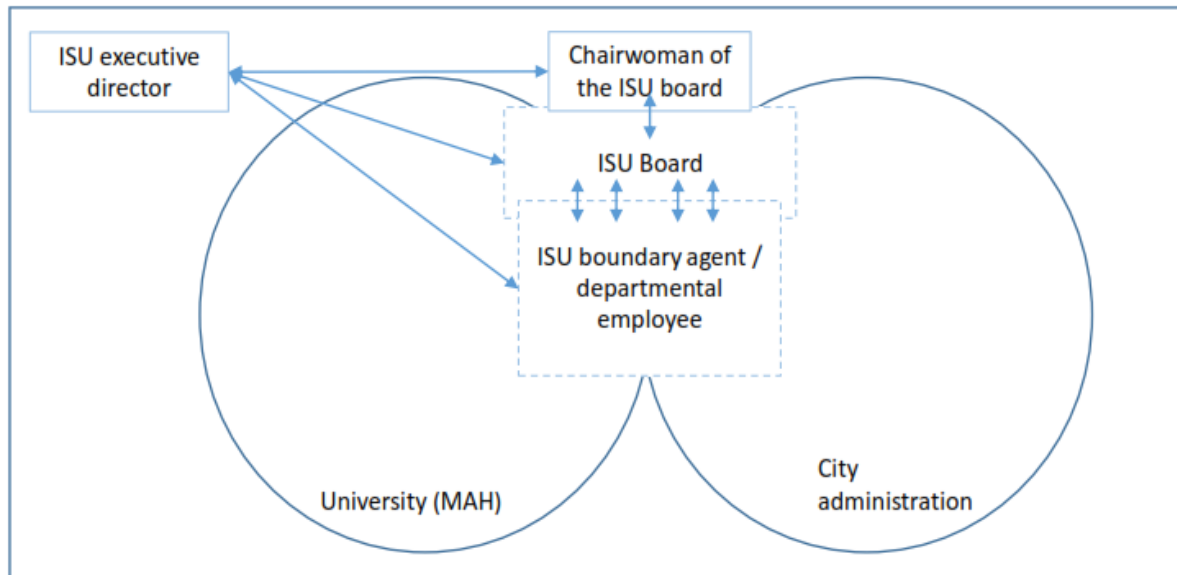 ISU executive
director
Chairwoman of
the ISU board
ISU Board
ISU boundary agent /
departmental
employee
University (MAH)
City
administration